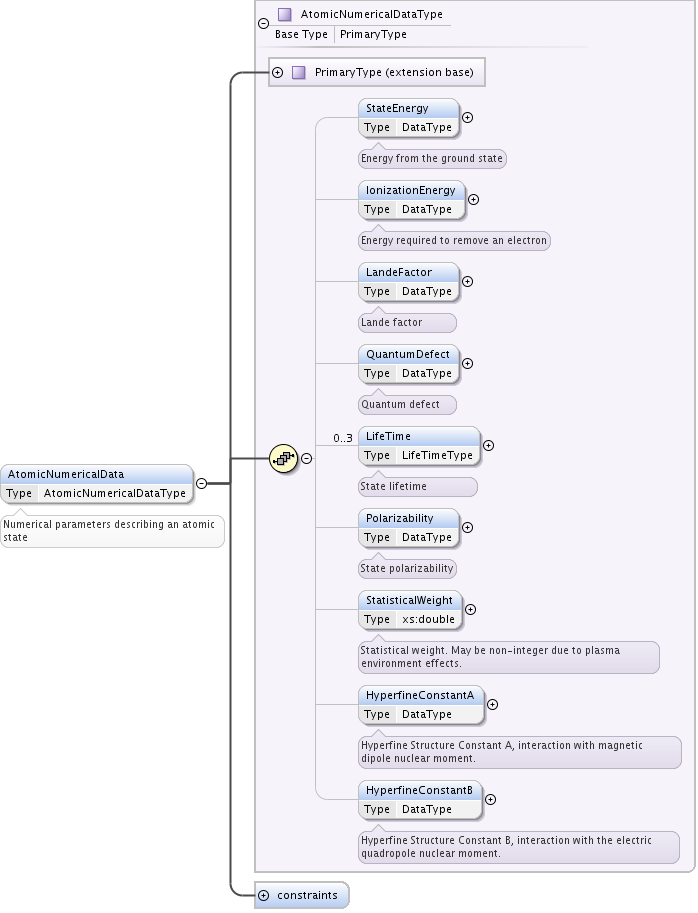 AtomicNumericalDataType
Base Type PrimaryType
PrimaryType (extension base)
StateEnergy
Type DataType
Energy from the ground state
IonizationEnergy
Type DataType
Energy required to remove an electron
LandeFactor
Type DataType
Lande factor
QuantumDefect
Type DataType
Quantum defect
0..3
LifeTime
Type LifeTimeType
State lifetime
AtomicNumericalData
Type AtomicNumericalDataType
Numerical parameters describing an atomic
state
Polarizability
Type DataType
State polarizability
StatisticalWeight
Type xs:double
Statistical weight. May be non-integer due to plasma
environment effects.
HyperfineConstantA
Type DataType
Hyperfine Structure Constant A, interaction with magnetic
dipole nuclear moment.
HyperfineConstantB
Type DataType
Hyperfine Structure Constant B, interaction with the electric
quadropole nuclear moment.
constraints